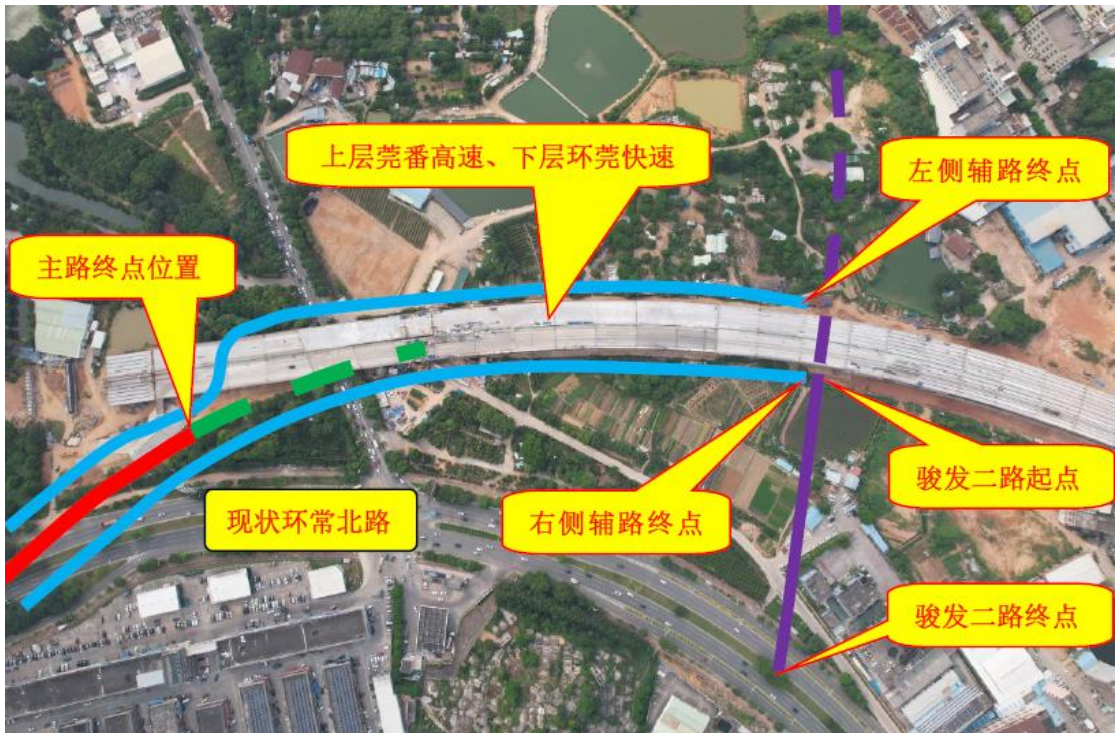 上层莞番高速、下层环莞快速
左侧辅路终点
主路终点位置
现状环常北路
右侧辅路终点
骏发二路起点
骏发二路终点